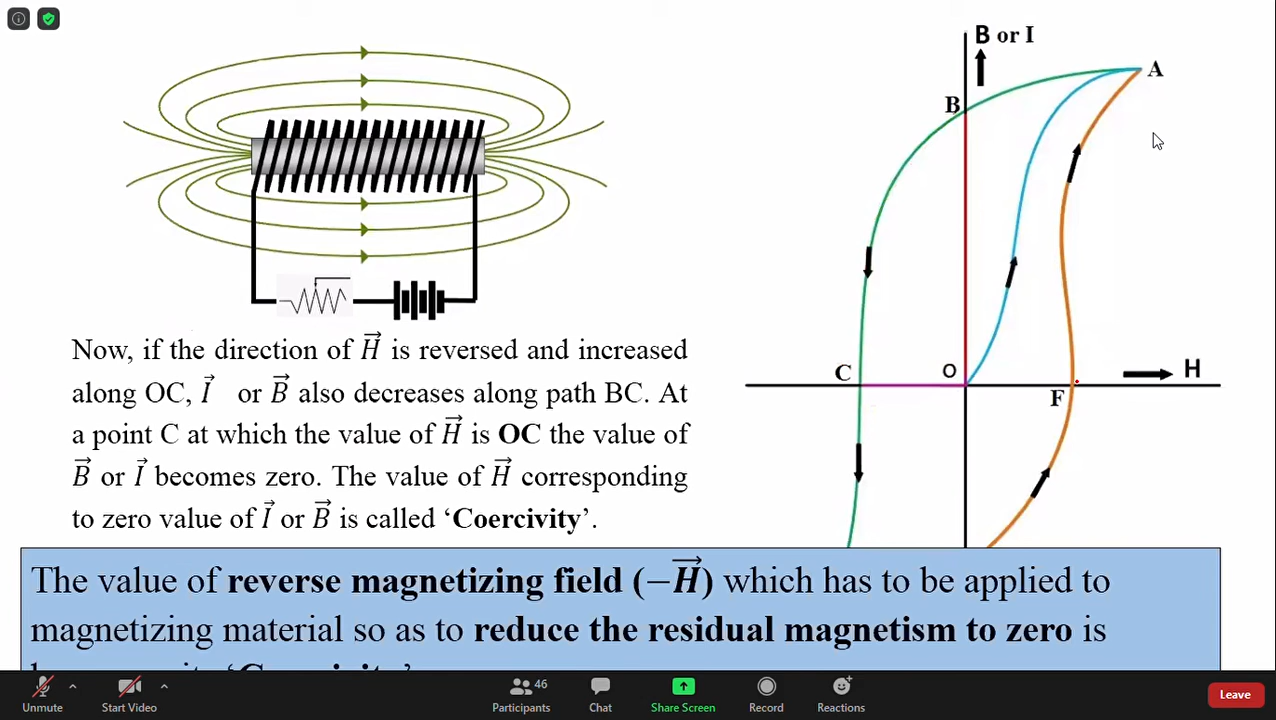 B or I
A
B
C
O
F
H
Now, if the direction of H⃗ is reversed and increased
along OC, I⃗ or B⃗ also decreases along path BC. At
a point C at which the value of H⃗ is OC the value of
B⃗ or I⃗ becomes zero. The value of H⃗ corresponding
to zero value of I⃗ or B⃗ is called ‘Coercivity’.
The value of reverse magnetizing field (−H⃗) which has to be applied to
magnetizing material so as to reduce the residual magnetism to zero is
46
Unmute
Start Video
Participants
Chat
Share Screen
Record
Reactions
Leave